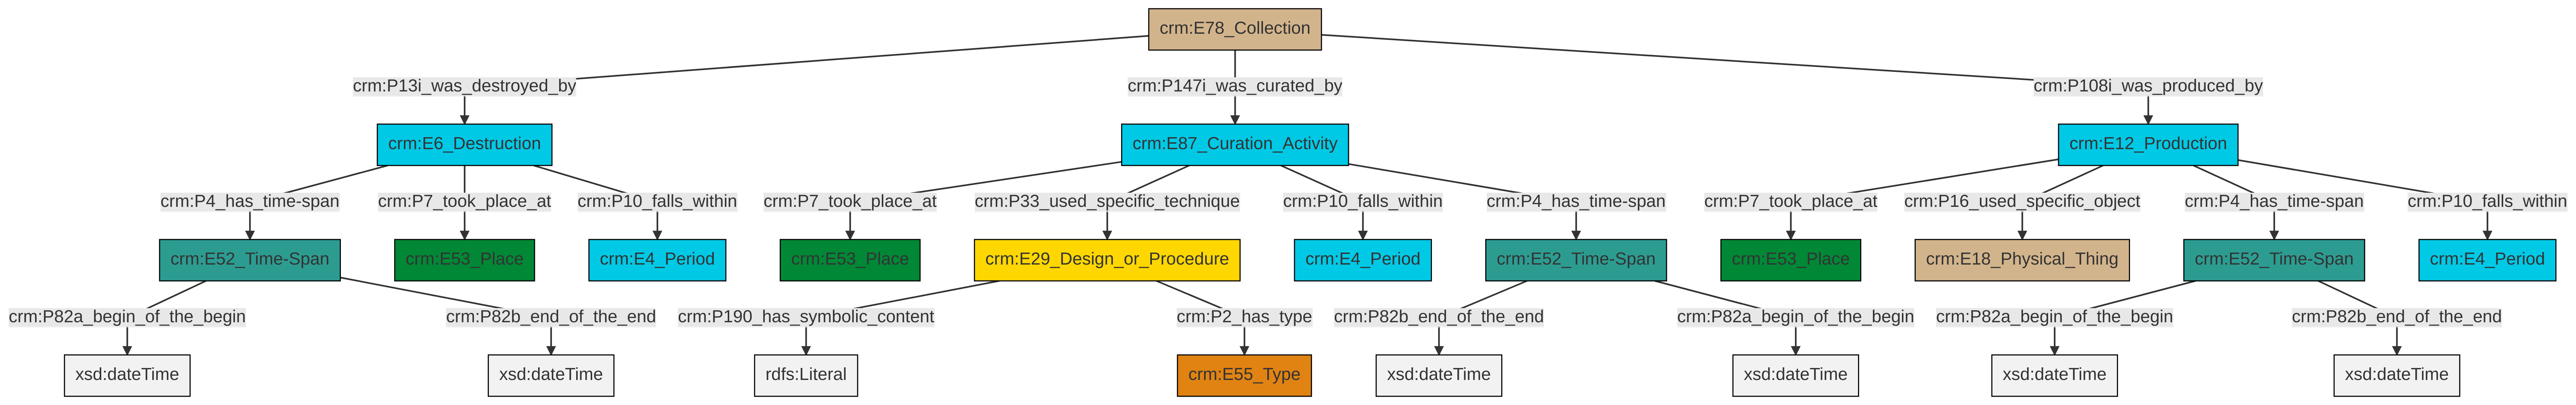 crm:E78_Collection
crm:P13i_was_destroyed_by
crm:P147i_was_curated_by
crm:P108i_was_produced_by
crm:E6_Destruction
crm:E87_Curation_Activity
crm:E12_Production
crm:P4_has_time-span
crm:P7_took_place_at
crm:P10_falls_within
crm:P7_took_place_at
crm:P33_used_specific_technique
crm:P10_falls_within
crm:P4_has_time-span
crm:P7_took_place_at
crm:P16_used_specific_object
crm:P4_has_time-span
crm:P10_falls_within
crm:E52_Time-Span
crm:E53_Place
crm:E4_Period
crm:E53_Place
crm:E29_Design_or_Procedure
crm:E4_Period
crm:E52_Time-Span
crm:E53_Place
crm:E18_Physical_Thing
crm:E52_Time-Span
crm:E4_Period
crm:P82a_begin_of_the_begin
crm:P82b_end_of_the_end
crm:P190_has_symbolic_content
crm:P2_has_type
crm:P82b_end_of_the_end
crm:P82a_begin_of_the_begin
crm:P82a_begin_of_the_begin
crm:P82b_end_of_the_end
xsd:dateTime
xsd:dateTime
rdfs:Literal
crm:E55_Type
xsd:dateTime
xsd:dateTime
xsd:dateTime
xsd:dateTime